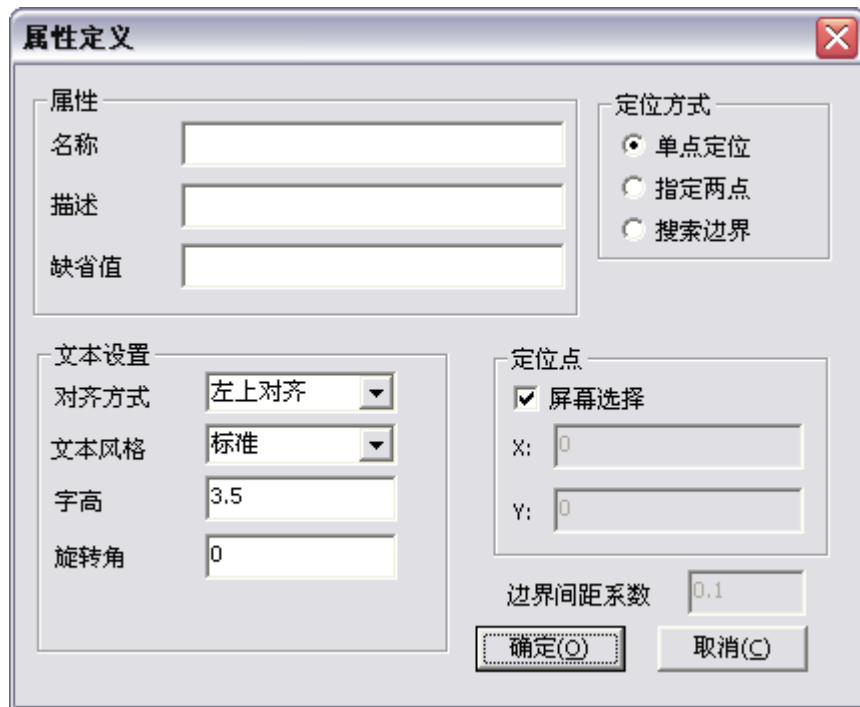 属性定义
属性
名称
描述
缺省值
定位方式
单点定位
指定两点
搜索边界
文本设置
对齐方式 左上对齐
文本风格 标准
字高 3.5
旋转角 0
定位点
屏幕选择
X: 0
Y: 0
边界间距系数 0.1
确定(O) 取消(C)